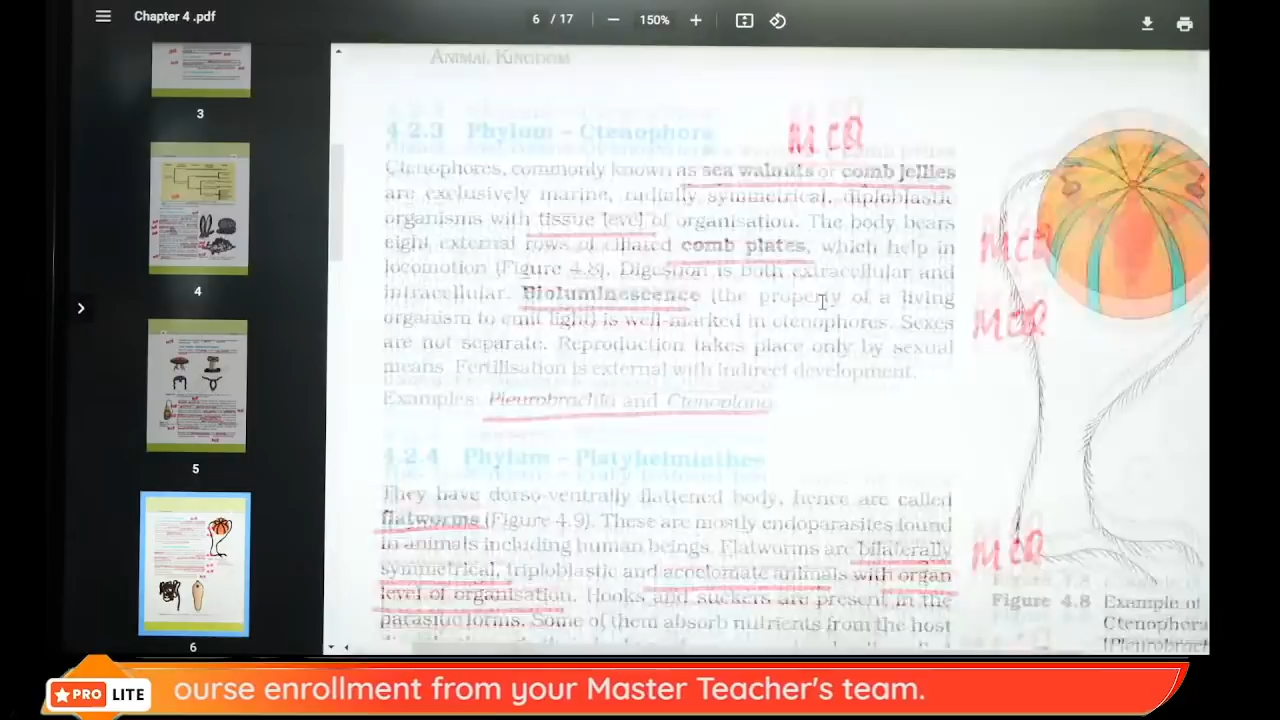 Chapter 4 .pdf
6 / 17
150%
3
4
5
6
ANIMAL KINGDOM
4.2.3 Phylum – Ctenophora
MCQ
Ctenophores, commonly known as sea walnuts or comb jellies
are exclusively marine, radially symmetrical, diploblastic
organisms with tissue level of organisation. The body bears
eight external rows of ciliated comb plates, which help in
locomotion (Figure 4.8). Digestion is both extracellular and
intracellular. Bioluminescence (the property of a living
organism to emit light) is well-marked in ctenophores. Sexes
are not separate. Reproduction takes place only by sexual
means. Fertilisation is external with indirect development.
Examples: Pleurobrachia and Ctenoplana
MCQ
MCQ
4.2.4 Phylum – Platyhelminthes
They have dorso-ventrally flattened body, hence are called
flatworms (Figure 4.9). These are mostly endoparasites found
in animals including human beings. Flatworms are bilaterally
symmetrical, triploblastic and acoelomate animals with organ
level of organisation. Hooks and suckers are present in the
parasitic forms. Some of them absorb nutrients from the host
MCQ
Figure 4.8 Example of
Ctenophora
(Pleurobrach
PRO LITE
ourse enrollment from your Master Teacher's team.